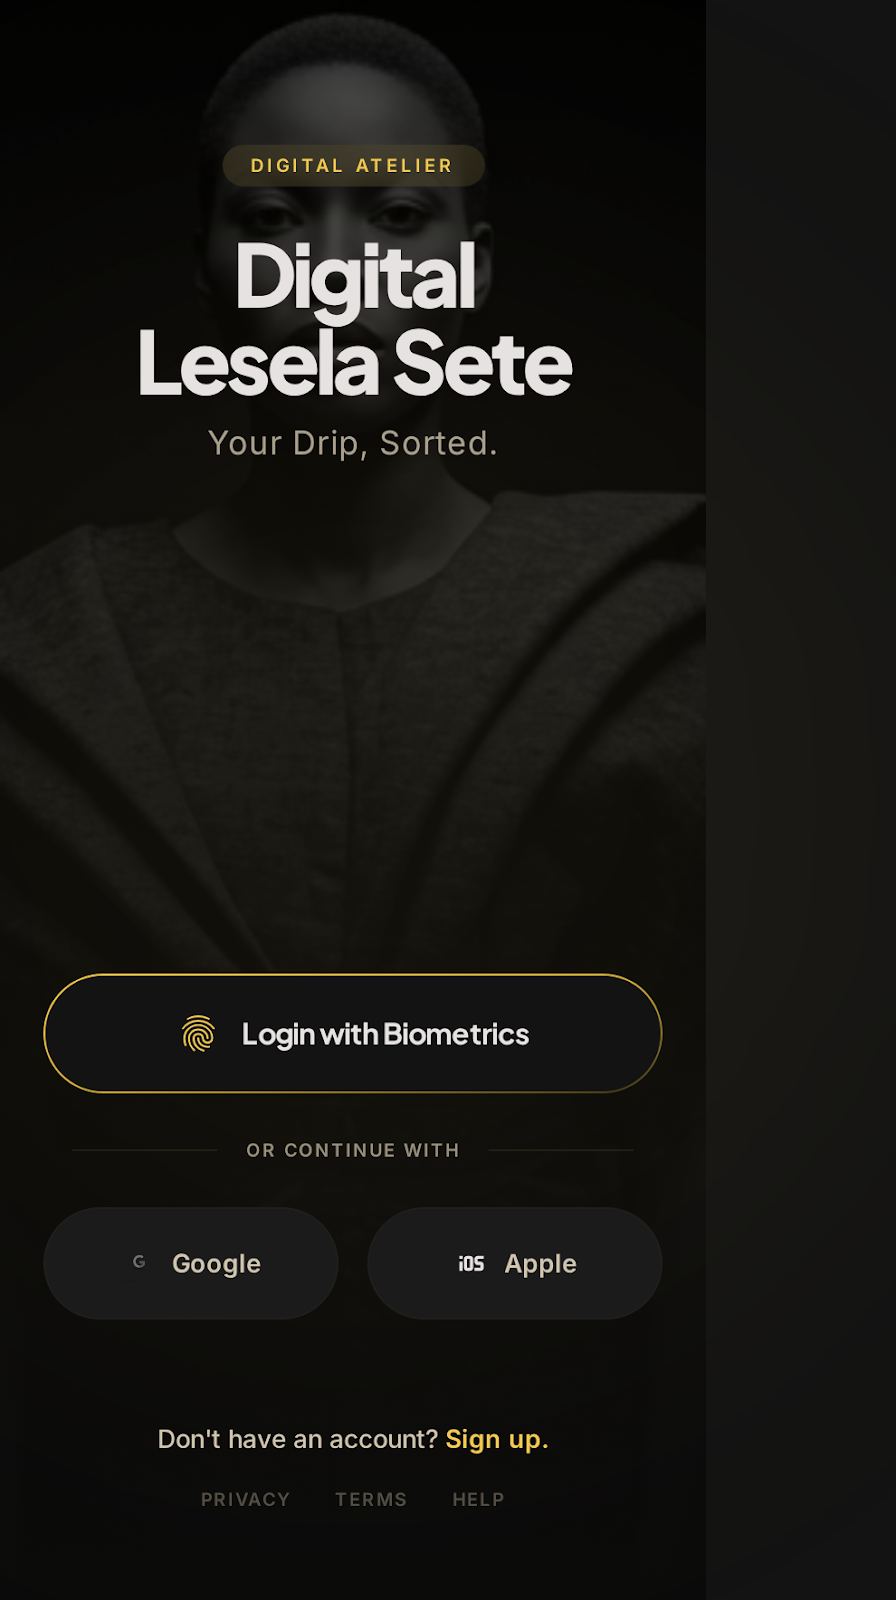 DIGITAL ATELIER
Digital
Lesela Sete
Your Drip, Sorted.
Login with Biometrics
OR CONTINUE WITH
G Google
iOS Apple
Don't have an account? Sign up.
PRIVACY TERMS HELP